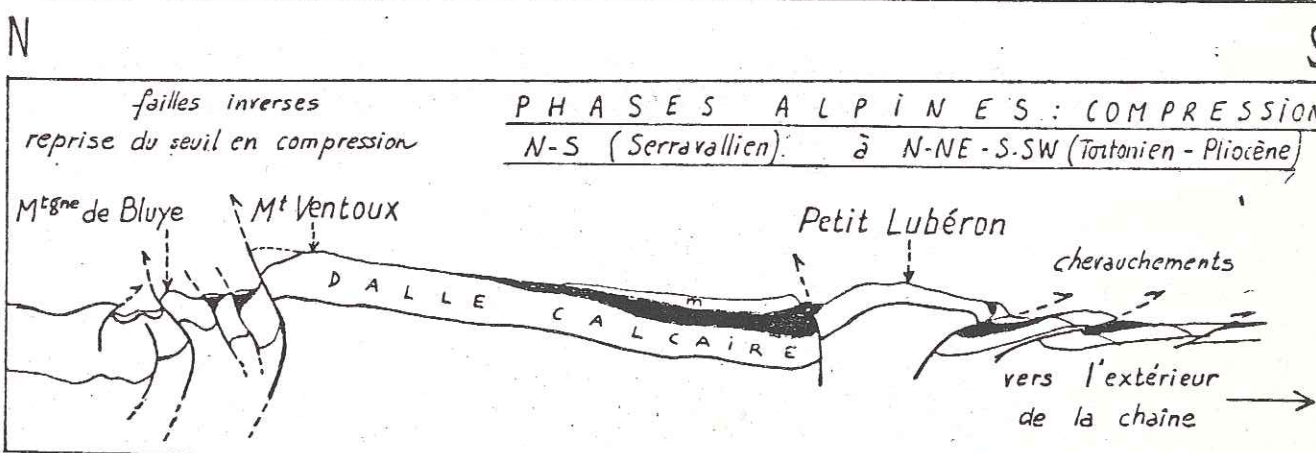 N S
failles inverses
reprise du seuil en compression
PHASES ALPINES : COMPRESSION
N-S (Serravallien) à N-NE-S.SW (Tortonien - Pliocène)
Mtgne de Bluye
Mt Ventoux
Petit Lubéron
chevauchements
DALLE CALCAIRE
m
vers l'extérieur
de la chaîne